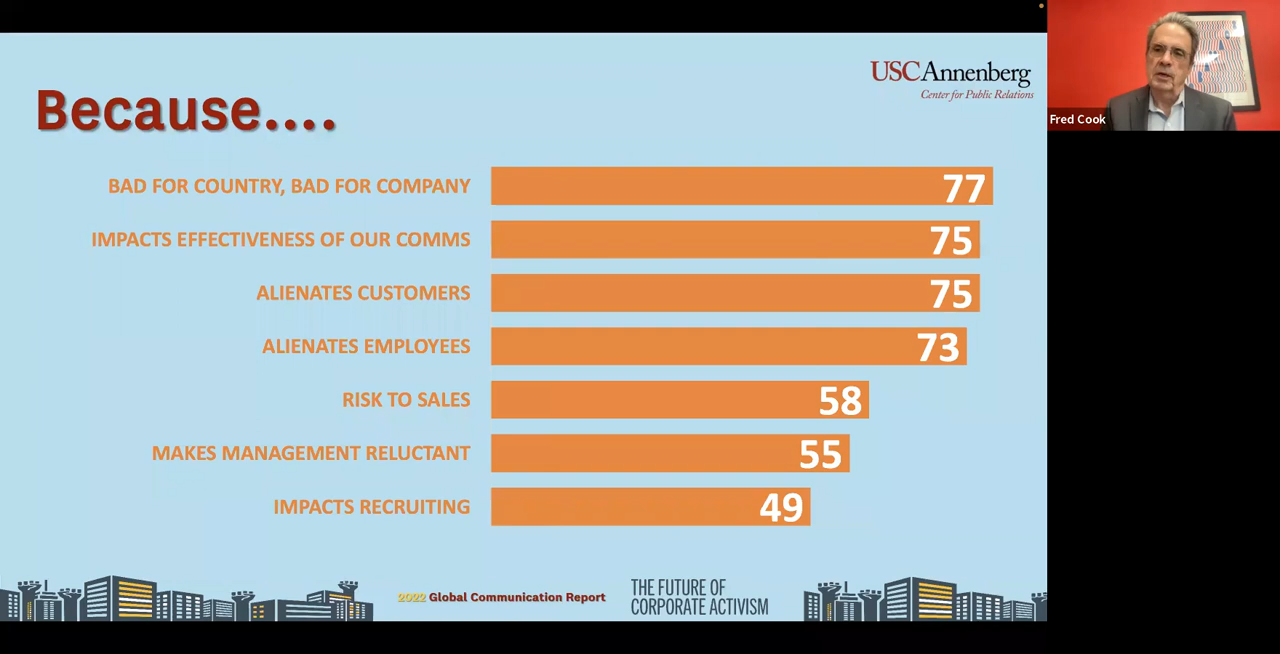 USCAnnenberg
Center for Public Relations
Because....
BAD FOR COUNTRY, BAD FOR COMPANY 77
IMPACTS EFFECTIVENESS OF OUR COMMS 75
ALIENATES CUSTOMERS 75
ALIENATES EMPLOYEES 73
RISK TO SALES 58
MAKES MANAGEMENT RELUCTANT 55
IMPACTS RECRUITING 49
2022 Global Communication Report
THE FUTURE OF
CORPORATE ACTIVISM
Fred Cook